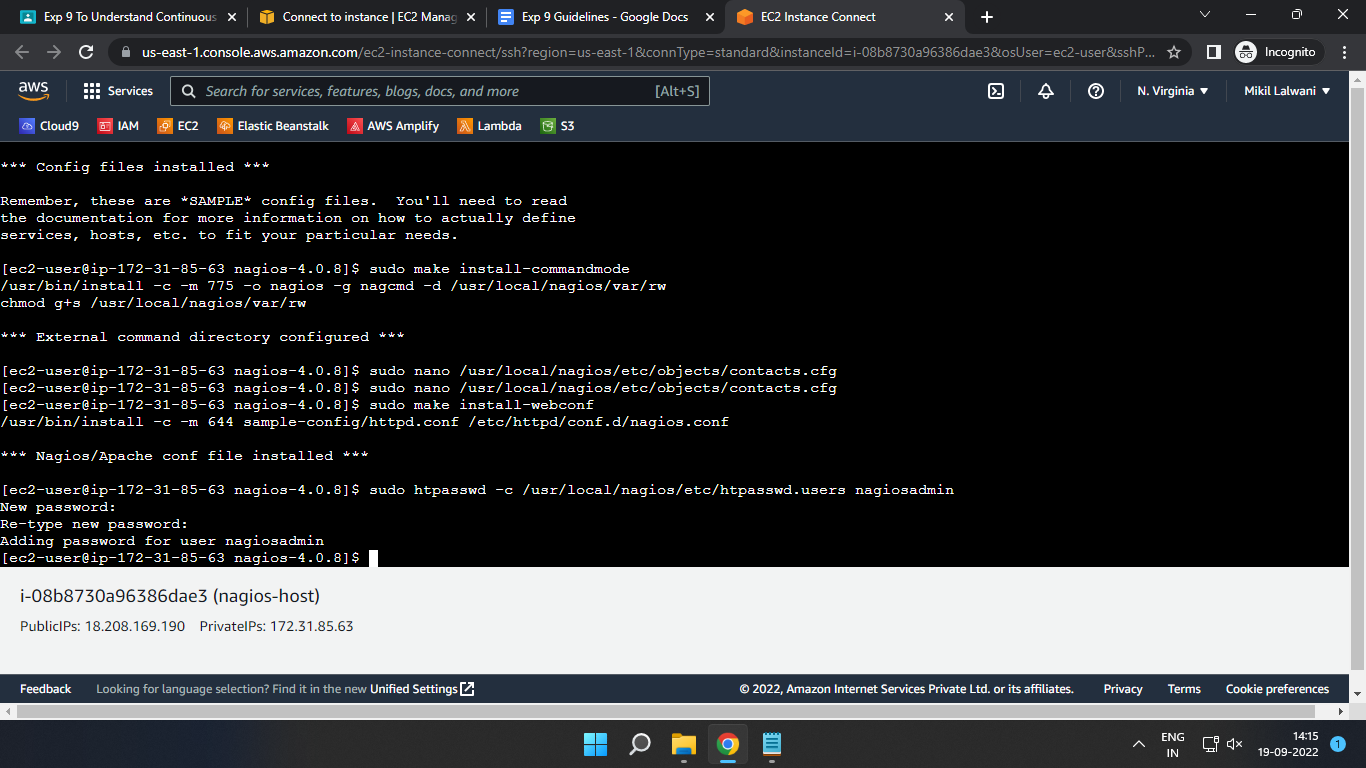 Exp 9 To Understand Continuous
Connect to instance | EC2 Manag
Exp 9 Guidelines - Google Docs
EC2 Instance Connect
us-east-1.console.aws.amazon.com/ec2-instance-connect/ssh?region=us-east-1&connType=standard&instanceId=i-08b8730a96386dae3&osUser=ec2-user&sshP...
Incognito
aws
Services
Search for services, features, blogs, docs, and more
[Alt+S]
N. Virginia
Mikil Lalwani
Cloud9
IAM
EC2
Elastic Beanstalk
AWS Amplify
Lambda
S3
*** Config files installed ***
Remember, these are *SAMPLE* config files.  You'll need to read
the documentation for more information on how to actually define
services, hosts, etc. to fit your particular needs.
[ec2-user@ip-172-31-85-63 nagios-4.0.8]$ sudo make install-commandmode
/usr/bin/install -c -m 775 -o nagios -g nagcmd -d /usr/local/nagios/var/rw
chmod g+s /usr/local/nagios/var/rw
*** External command directory configured ***
[ec2-user@ip-172-31-85-63 nagios-4.0.8]$ sudo nano /usr/local/nagios/etc/objects/contacts.cfg
[ec2-user@ip-172-31-85-63 nagios-4.0.8]$ sudo nano /usr/local/nagios/etc/objects/contacts.cfg
[ec2-user@ip-172-31-85-63 nagios-4.0.8]$ sudo make install-webconf
/usr/bin/install -c -m 644 sample-config/httpd.conf /etc/httpd/conf.d/nagios.conf
*** Nagios/Apache conf file installed ***
[ec2-user@ip-172-31-85-63 nagios-4.0.8]$ sudo htpasswd -c /usr/local/nagios/etc/htpasswd.users nagiosadmin
New password:
Re-type new password:
Adding password for user nagiosadmin
[ec2-user@ip-172-31-85-63 nagios-4.0.8]$
i-08b8730a96386dae3 (nagios-host)
PublicIPs: 18.208.169.190 PrivateIPs: 172.31.85.63
Feedback
Looking for language selection? Find it in the new Unified Settings
© 2022, Amazon Internet Services Private Ltd. or its affiliates.
Privacy
Terms
Cookie preferences
ENG
IN
14:15
19-09-2022
1